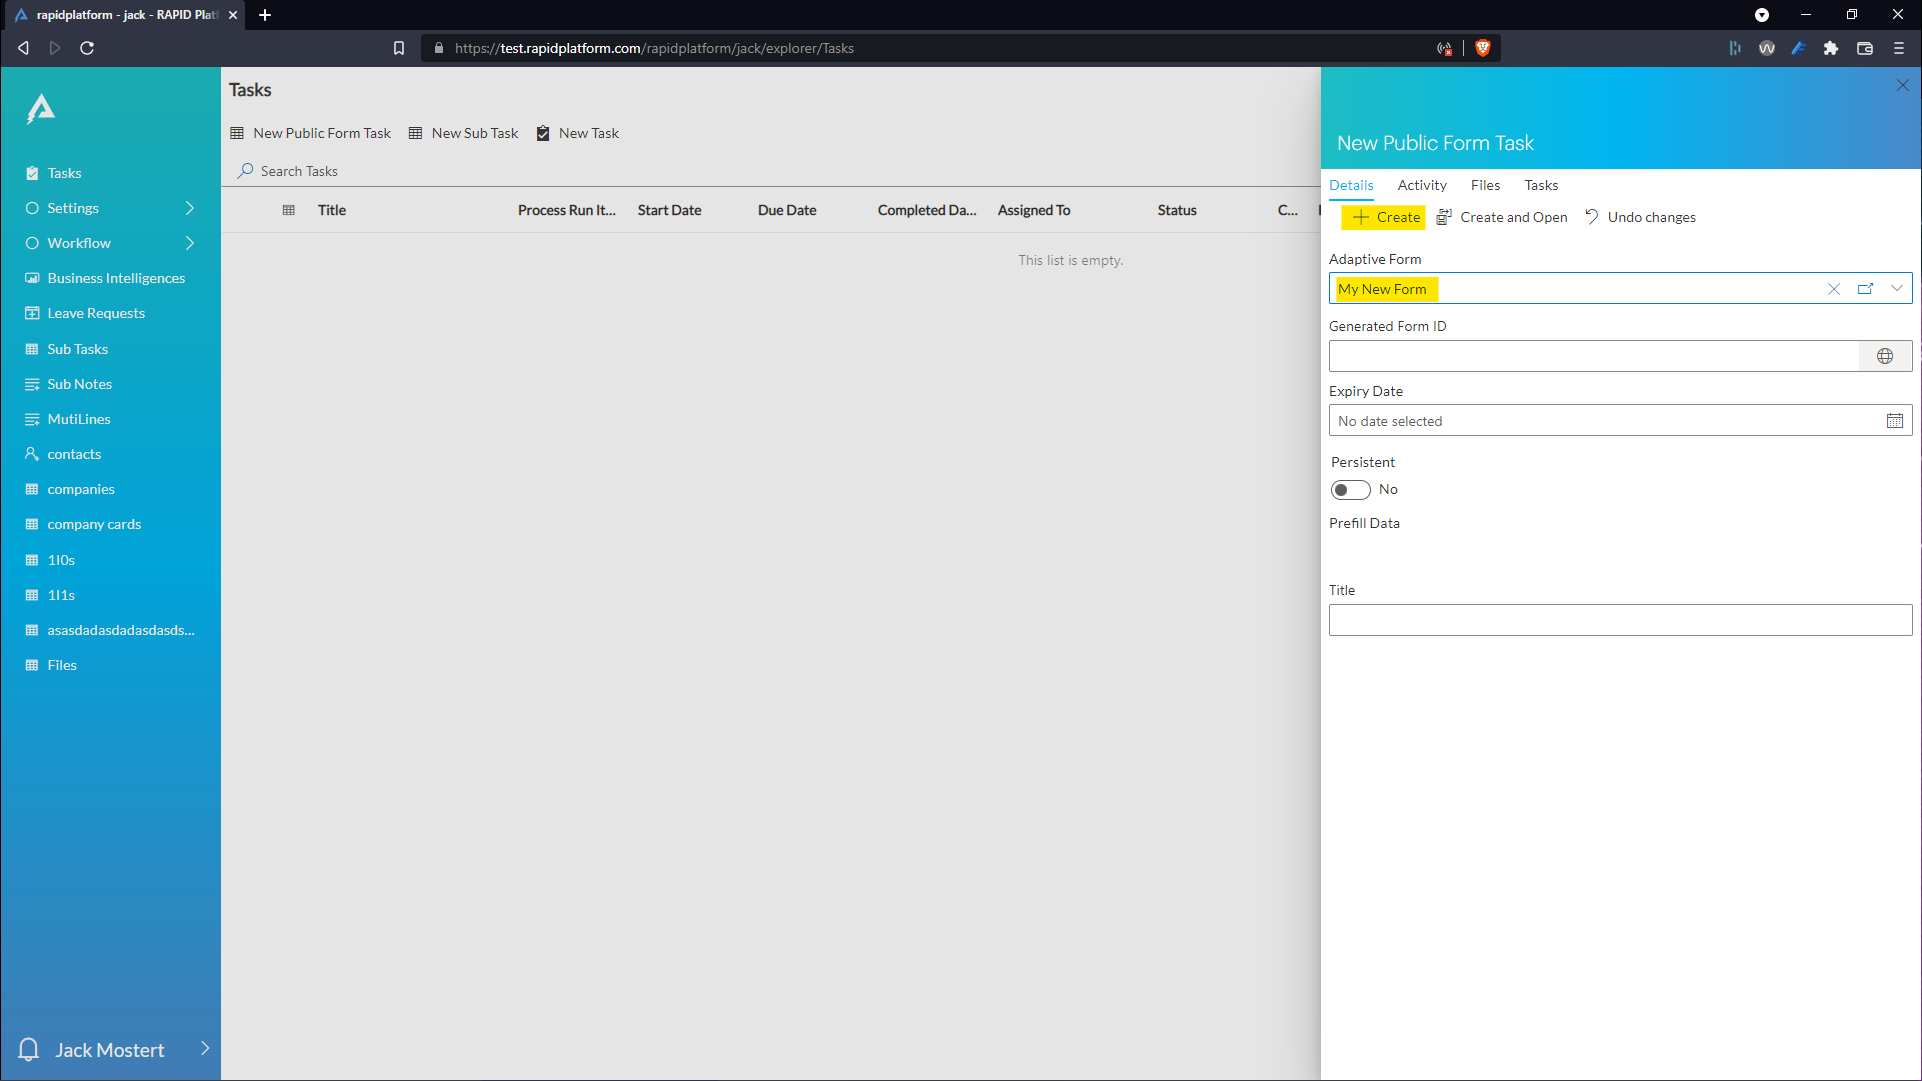 rapidplatform - jack - RAPID Platf
https://test.rapidplatform.com/rapidplatform/jack/explorer/Tasks
Tasks
Settings
Workflow
Business Intelligences
Leave Requests
Sub Tasks
Sub Notes
MutiLines
contacts
companies
company cards
1I0s
1I1s
asasdadasdadasdasds...
Files
Jack Mostert
Tasks
New Public Form Task New Sub Task New Task
Search Tasks
Title Process Run It... Start Date Due Date Completed Da... Assigned To Status C...
This list is empty.
New Public Form Task
Details Activity Files Tasks
Create Create and Open Undo changes
Adaptive Form
My New Form
Generated Form ID
Expiry Date
No date selected
Persistent
No
Prefill Data
Title